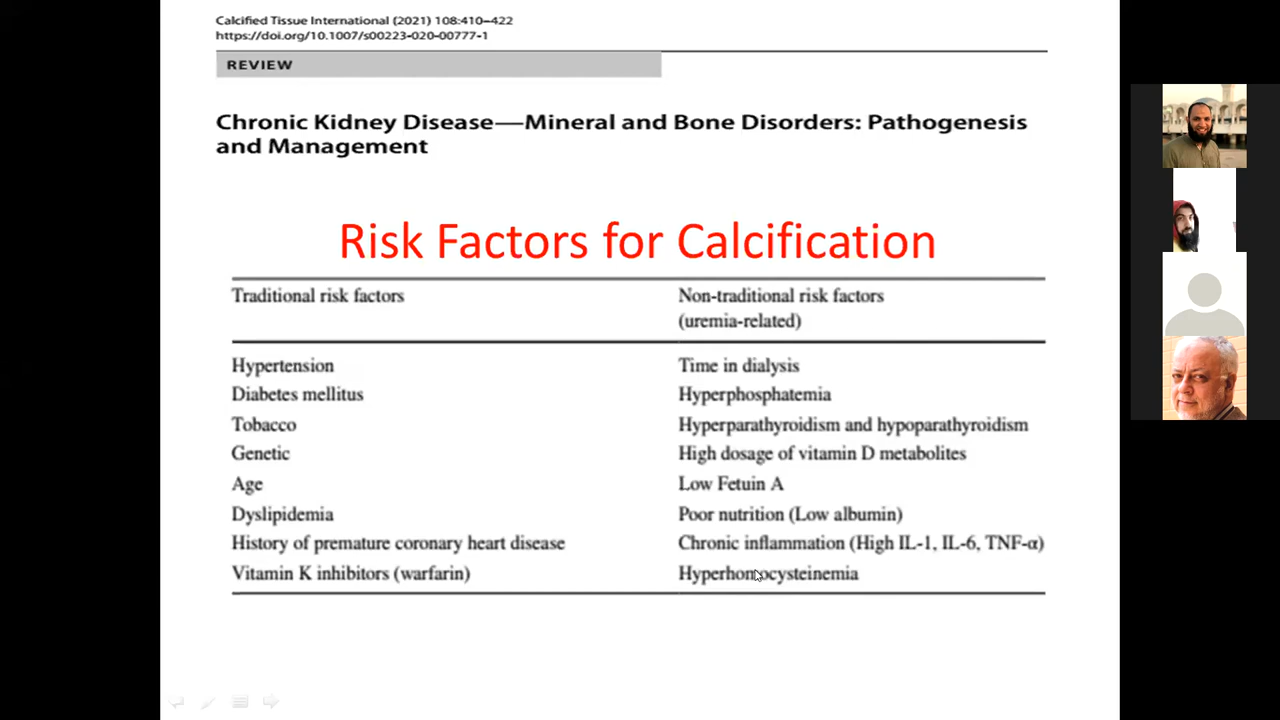 Calcified Tissue International (2021) 108:410–422
https://doi.org/10.1007/s00223-020-00777-1
REVIEW
Chronic Kidney Disease—Mineral and Bone Disorders: Pathogenesis
and Management
Risk Factors for Calcification
Traditional risk factors
Non-traditional risk factors
(uremia-related)
Hypertension
Time in dialysis
Diabetes mellitus
Hyperphosphatemia
Tobacco
Hyperparathyroidism and hypoparathyroidism
Genetic
High dosage of vitamin D metabolites
Age
Low Fetuin A
Dyslipidemia
Poor nutrition (Low albumin)
History of premature coronary heart disease
Chronic inflammation (High IL-1, IL-6, TNF-α)
Vitamin K inhibitors (warfarin)
Hyperhomocysteinemia